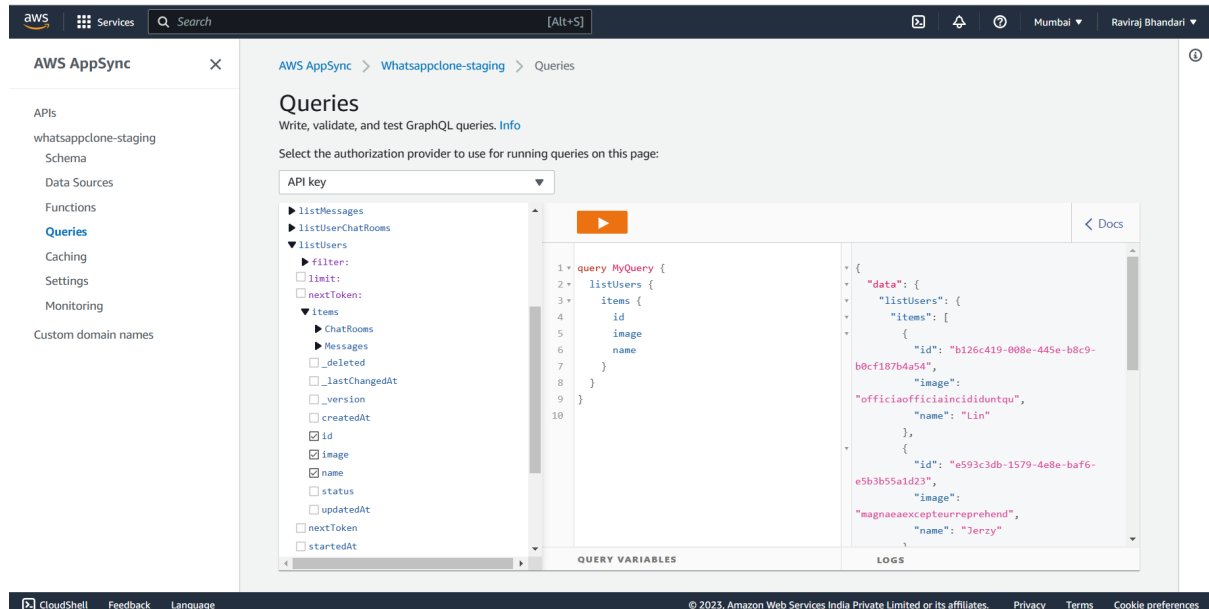 aws Services Search [Alt+S] Mumbai Raviraj Bhandari
AWS AppSync
APIs
whatsappclone-staging
Schema
Data Sources
Functions
Queries
Caching
Settings
Monitoring
Custom domain names
AWS AppSync > Whatsappclone-staging > Queries
Queries
Write, validate, and test GraphQL queries. Info
Select the authorization provider to use for running queries on this page:
API key
listMessages
listUserChatRooms
listUsers
filter:
limit:
nextToken:
items
ChatRooms
Messages
_deleted
_lastChangedAt
_version
createdAt
id
image
name
status
updatedAt
nextToken
startedAt
< Docs
1 query MyQuery {
2 listUsers {
3 items {
4 id
5 image
6 name
7 }
8 }
9 }
10
QUERY VARIABLES
{
"data": {
"listUsers": {
"items": [
{
"id": "b126c419-008e-445e-b8c9-
b0cf187b4a54",
"image":
"officiaofficiaincididuntqu",
"name": "Lin"
},
{
"id": "e593c3db-1579-4e8e-baf6-
e5b3b55a1d23",
"image":
"magnaeaexcepteurreprehend",
"name": "Jerzy"
LOGS
CloudShell Feedback Language © 2023, Amazon Web Services India Private Limited or its affiliates. Privacy Terms Cookie preferences